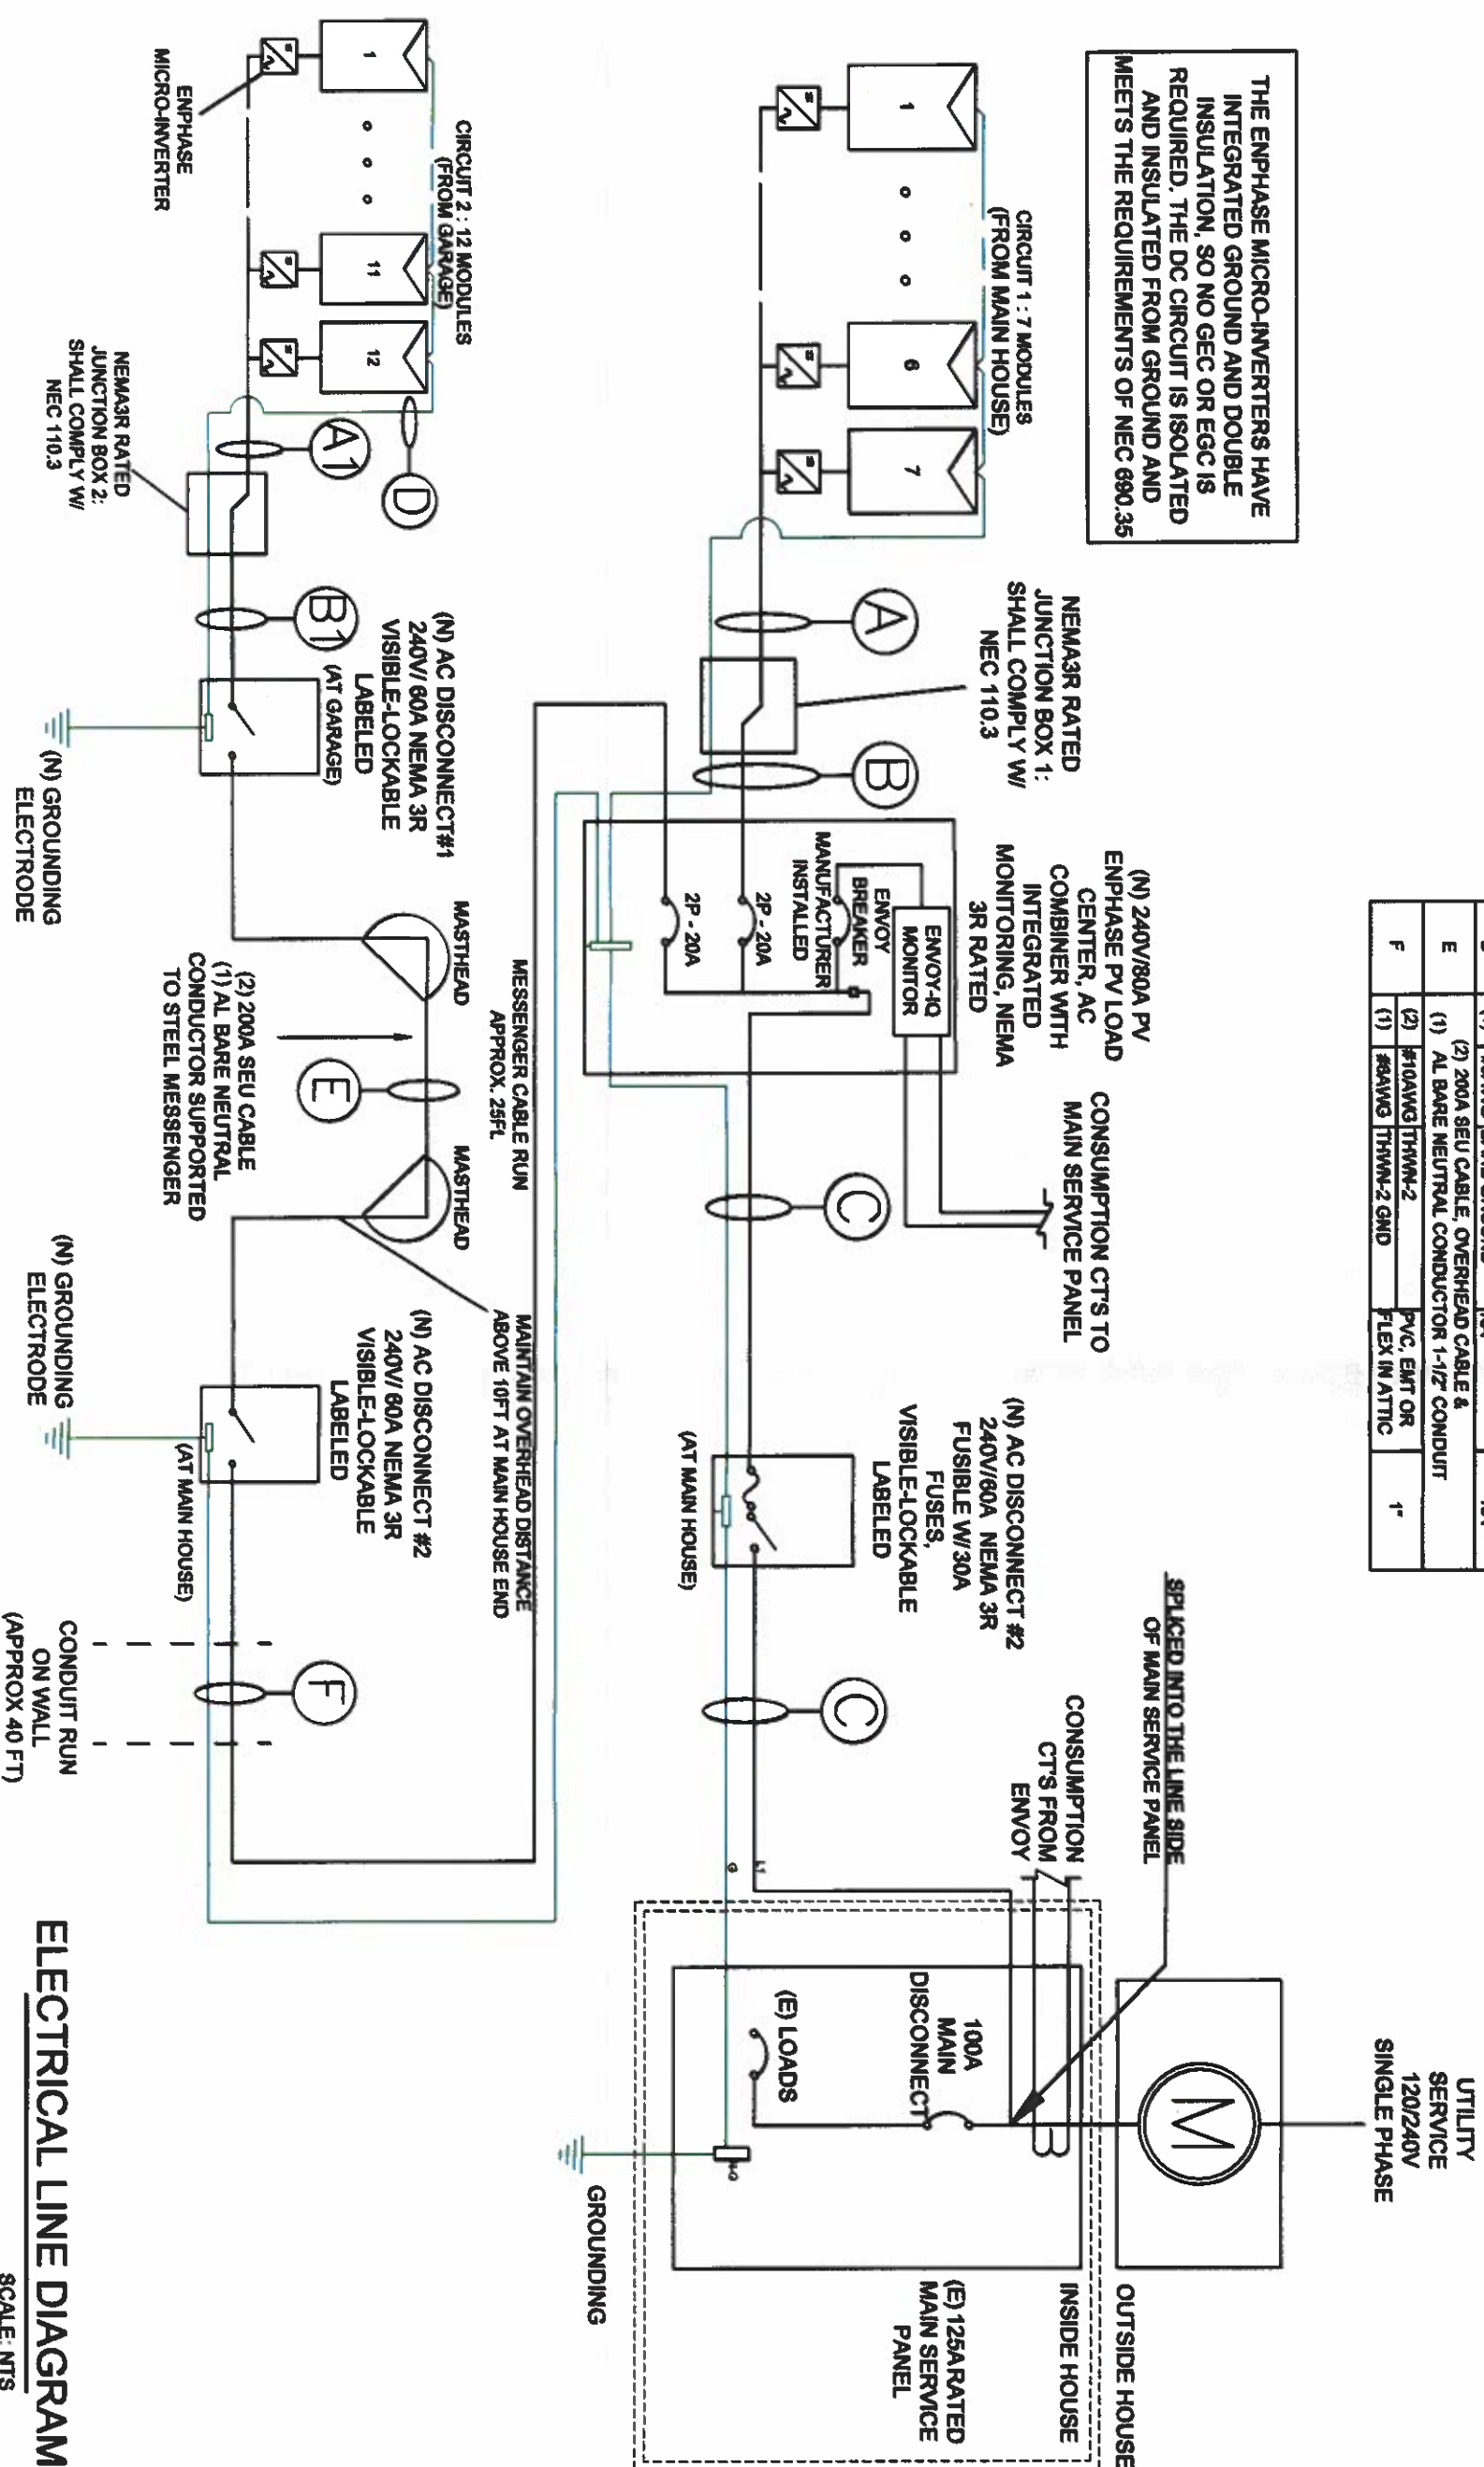 E
(2) 200A SEU CABLE, OVERHEAD CABLE &
(1) AL BARE NEUTRAL CONDUCTOR 1-1/2" CONDUIT
F
(2) #10AWG THWN-2
(1) #8AWG THWN-2 GND
PVC, EMT OR
FLEX IN ATTIC
1"
THE ENPHASE MICRO-INVERTERS HAVE
INTEGRATED GROUND AND DOUBLE
INSULATION, SO NO GEC OR EGC IS
REQUIRED. THE DC CIRCUIT IS ISOLATED
AND INSULATED FROM GROUND AND
MEETS THE REQUIREMENTS OF NEC 690.35
UTILITY
SERVICE
120/240V
SINGLE PHASE
SPLICED INTO THE LINE SIDE
OF MAIN SERVICE PANEL
M
OUTSIDE HOUSE
INSIDE HOUSE
CIRCUIT 1 : 7 MODULES
(FROM MAIN HOUSE)
1
6
7
A
NEMA3R RATED
JUNCTION BOX 1:
SHALL COMPLY W/
NEC 110.3
B
(N) 240V/80A PV
ENPHASE PV LOAD
CENTER, AC
COMBINER WITH
INTEGRATED
MONITORING, NEMA
3R RATED
ENVOY-IQ
MONITOR
ENVOY
BREAKER
MANUFACTURER
INSTALLED
2P - 20A
2P - 20A
CONSUMPTION CT'S TO
MAIN SERVICE PANEL
C
(N) AC DISCONNECT #2
240V/60A NEMA 3R
FUSIBLE W/30A
FUSES,
VISIBLE-LOCKABLE
LABELED
(AT MAIN HOUSE)
C
CONSUMPTION
CT'S FROM
ENVOY
G
100A
MAIN
DISCONNECT
(E) LOADS
G
(E) 125A RATED
MAIN SERVICE
PANEL
GROUNDING
CIRCUIT 2 : 12 MODULES
(FROM GARAGE)
1
11
12
ENPHASE
MICRO-INVERTER
D
A1
NEMA3R RATED
JUNCTION BOX 2:
SHALL COMPLY W/
NEC 110.3
B1
(N) AC DISCONNECT#1
240V/ 60A NEMA 3R
VISIBLE-LOCKABLE
LABELED
(AT GARAGE)
(N) GROUNDING
ELECTRODE
MESSENGER CABLE RUN
APPROX. 25Ft.
MASTHEAD
MASTHEAD
E
(2) 200A SEU CABLE
(1) AL BARE NEUTRAL
CONDUCTOR SUPPORTED
TO STEEL MESSENGER
MAINTAIN OVERHEAD DISTANCE
ABOVE 10FT AT MAIN HOUSE END
(N) AC DISCONNECT #2
240V/ 60A NEMA 3R
VISIBLE-LOCKABLE
LABELED
(AT MAIN HOUSE)
(N) GROUNDING
ELECTRODE
F
CONDUIT RUN
ON WALL
(APPROX 40 FT)
ELECTRICAL LINE DIAGRAM
SCALE: NTS